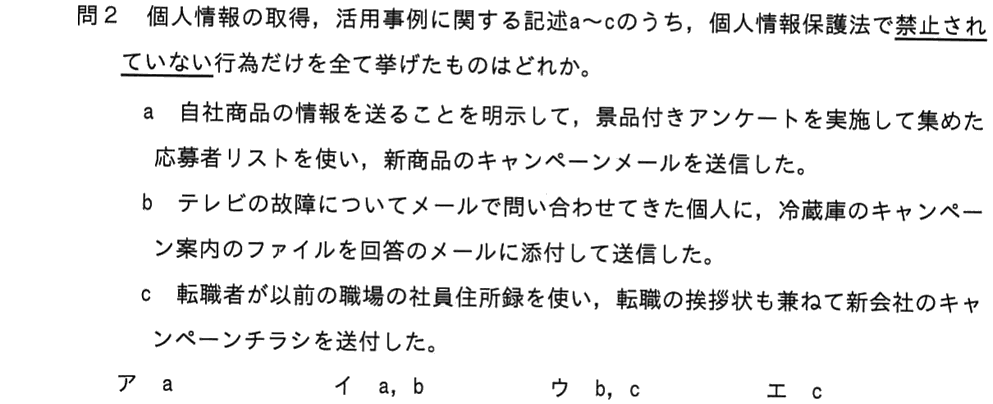 問2 個人情報の取得，活用事例に関する記述a～cのうち，個人情報保護法で禁止され
ていない行為だけを全て挙げたものはどれか。
a 自社商品の情報を送ることを明示して，景品付きアンケートを実施して集めた
応募者リストを使い，新商品のキャンペーンメールを送信した。
b テレビの故障についてメールで問い合わせてきた個人に，冷蔵庫のキャンペー
ン案内のファイルを回答のメールに添付して送信した。
c 転職者が以前の職場の社員住所録を使い，転職の挨拶状も兼ねて新会社のキャ
ンペーンチラシを送付した。
ア a イ a，b ウ b，c エ c